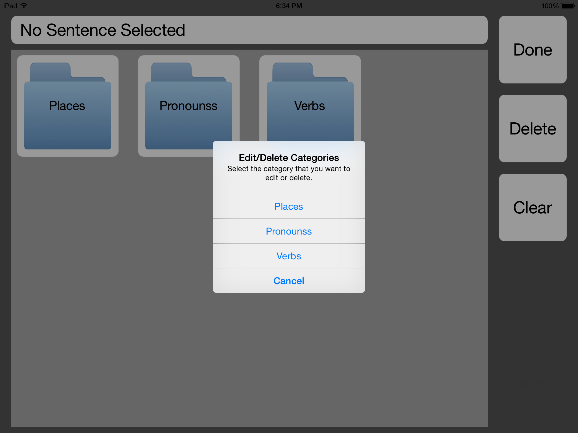 iPad 6:34 PM 100%
No Sentence Selected
Done
Places Pronounss Verbs
Delete
Edit/Delete Categories
Select the category that you want to
edit or delete.
Places
Pronounss
Verbs
Cancel
Clear